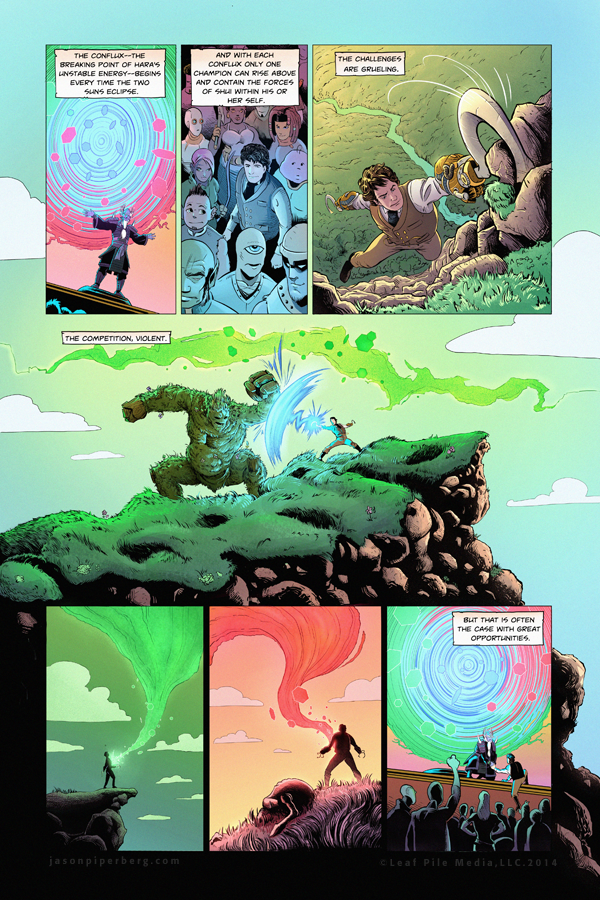 THE CONFLUX--THE
BREAKING POINT OF HARA'S
UNSTABLE ENERGY--BEGINS
EVERY TIME THE TWO
SUNS ECLIPSE.
AND WITH EACH
CONFLUX ONLY ONE
CHAMPION CAN RISE ABOVE
AND CONTAIN THE FORCES
OF SHUI WITHIN HIS OR
HER SELF.
THE CHALLENGES
ARE GRUELING.
THE COMPETITION, VIOLENT.
BUT THAT IS OFTEN
THE CASE WITH GREAT
OPPORTUNITIES.
jasonpiperberg.com
©Leaf Pile Media,LLC.2014